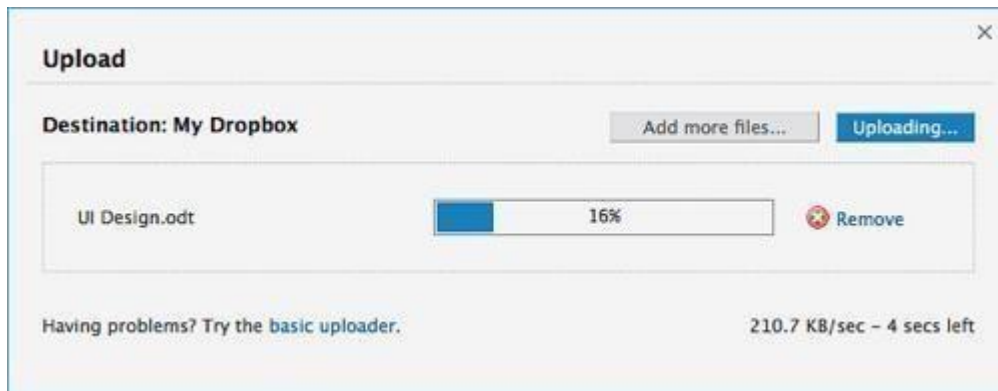 Upload
Destination: My Dropbox
Add more files...
Uploading...
UI Design.odt
16%
Remove
Having problems? Try the basic uploader.
210.7 KB/sec – 4 secs left